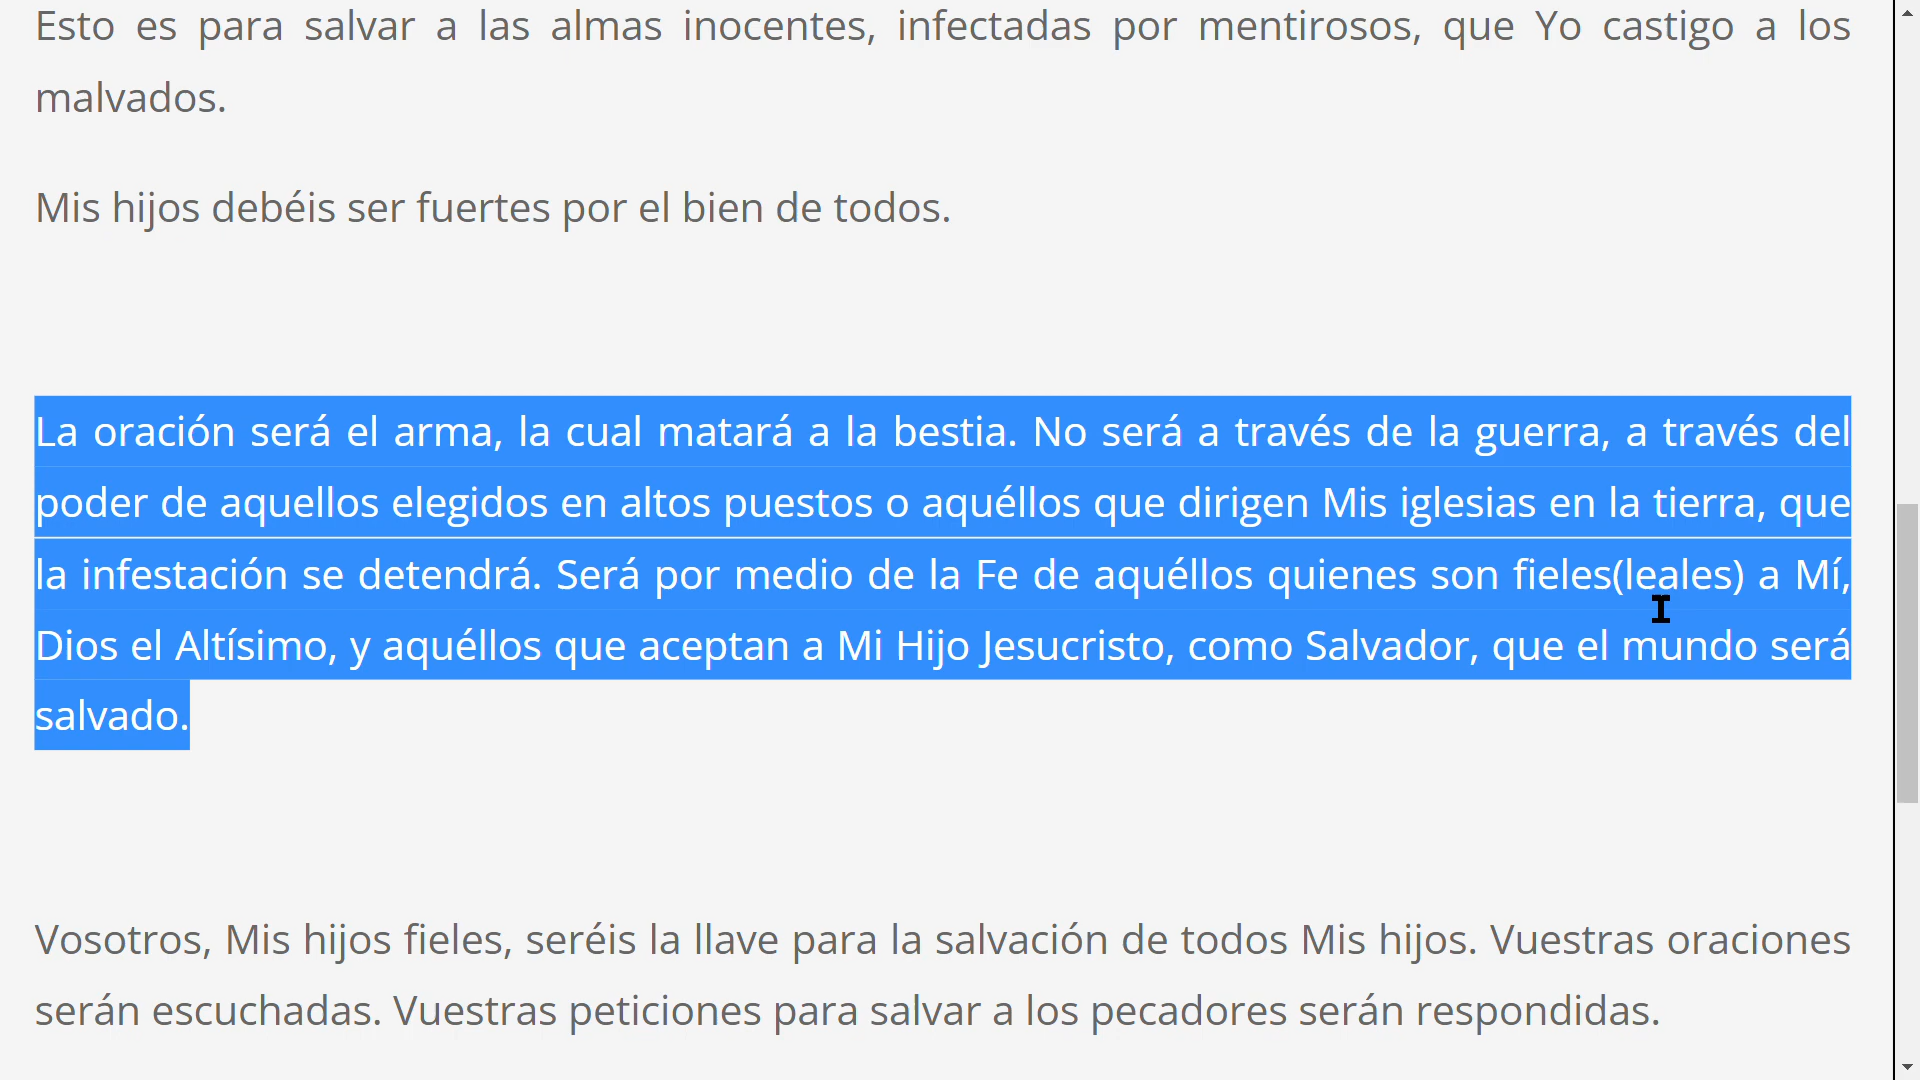 Esto es para salvar a las almas inocentes, infectadas por mentirosos, que Yo castigo a los
malvados.
Mis hijos debéis ser fuertes por el bien de todos.
La oración será el arma, la cual matará a la bestia. No será a través de la guerra, a través del
poder de aquellos elegidos en altos puestos o aquéllos que dirigen Mis iglesias en la tierra, que
la infestación se detendrá. Será por medio de la Fe de aquéllos quienes son fieles(leales) a Mí,
Dios el Altísimo, y aquéllos que aceptan a Mi Hijo Jesucristo, como Salvador, que el mundo será
salvado.
Vosotros, Mis hijos fieles, seréis la llave para la salvación de todos Mis hijos. Vuestras oraciones
serán escuchadas. Vuestras peticiones para salvar a los pecadores serán respondidas.